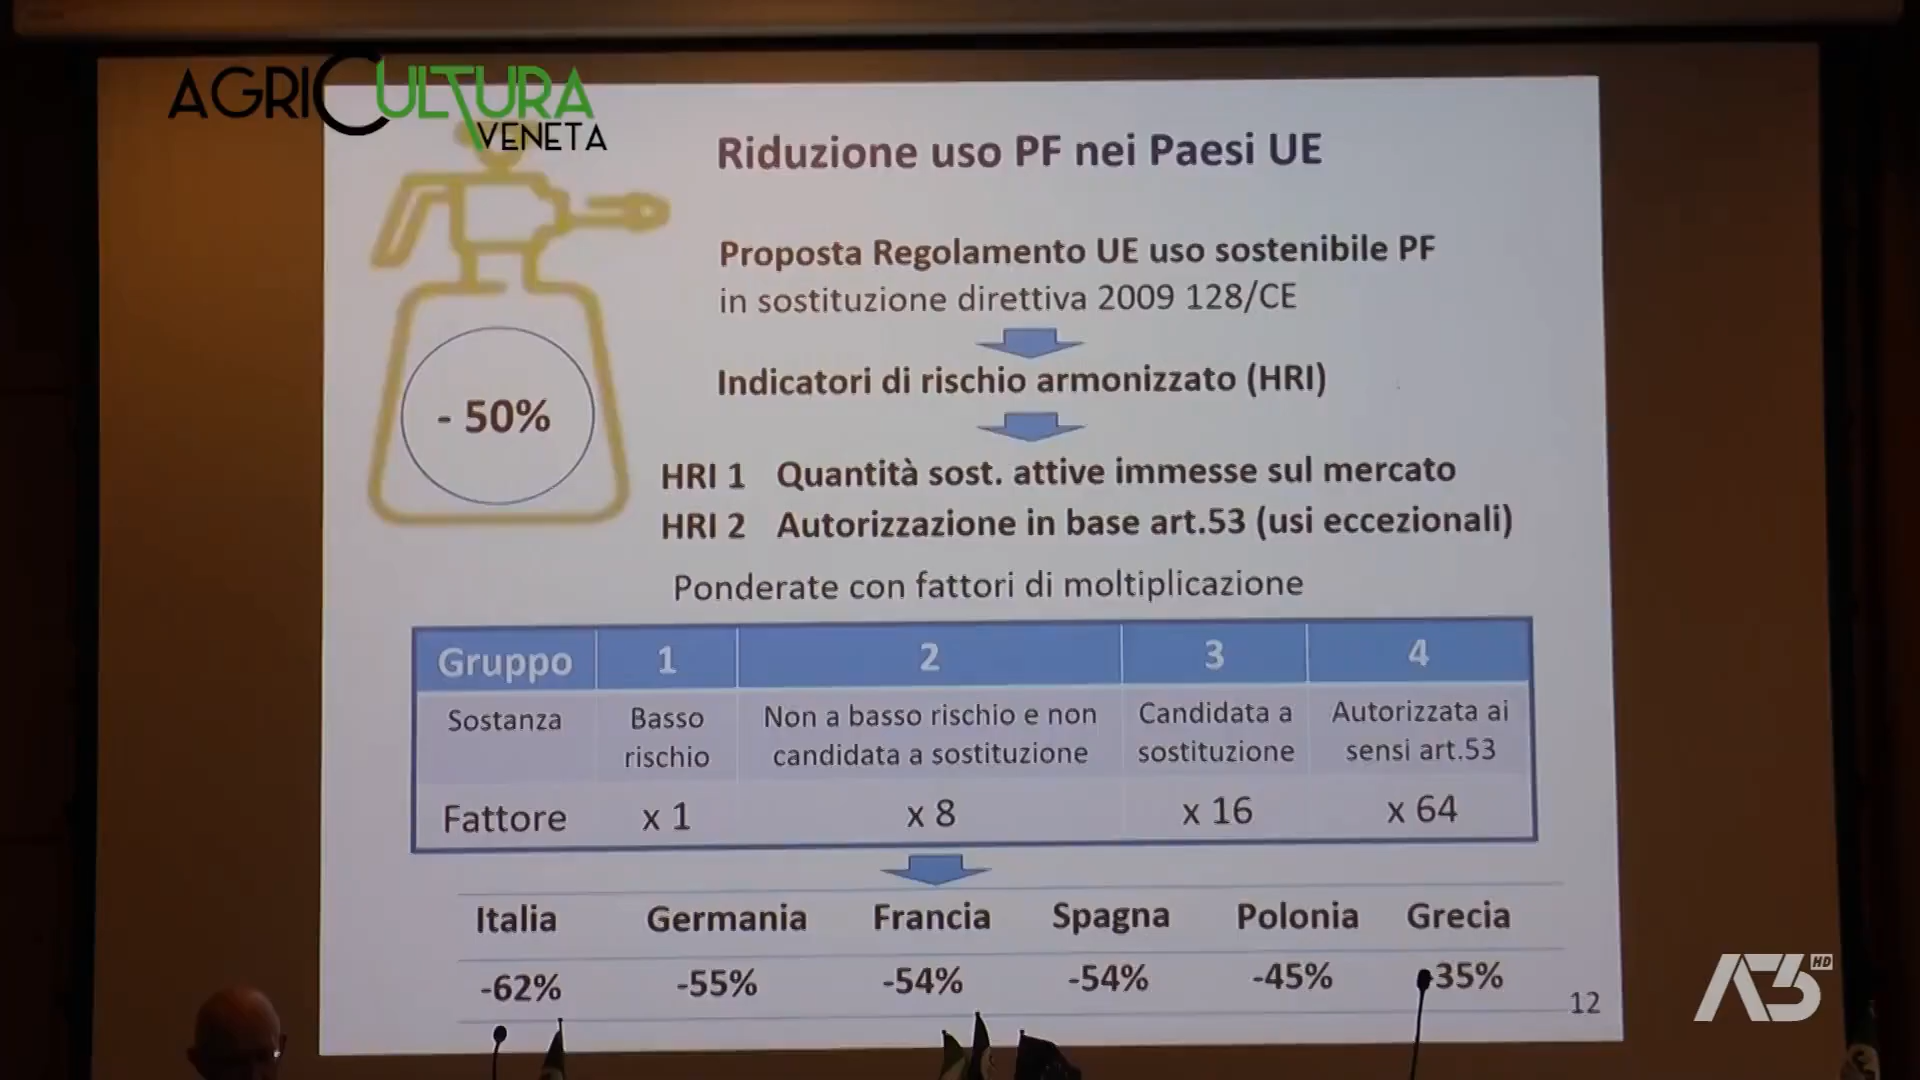 AGRICULTURA
VENETA
Riduzione uso PF nei Paesi UE
Proposta Regolamento UE uso sostenibile PF
in sostituzione direttiva 2009 128/CE
- 50%
Indicatori di rischio armonizzato (HRI)
HRI 1 Quantità sost. attive immesse sul mercato
HRI 2 Autorizzazione in base art.53 (usi eccezionali)
Ponderate con fattori di moltiplicazione
Gruppo 1 2 3 4
Sostanza Basso rischio Non a basso rischio e non candidata a sostituzione Candidata a sostituzione Autorizzata ai sensi art.53
Fattore x 1 x 8 x 16 x 64
Italia Germania Francia Spagna Polonia Grecia
-62% -55% -54% -54% -45% 35%
12
A3 HD